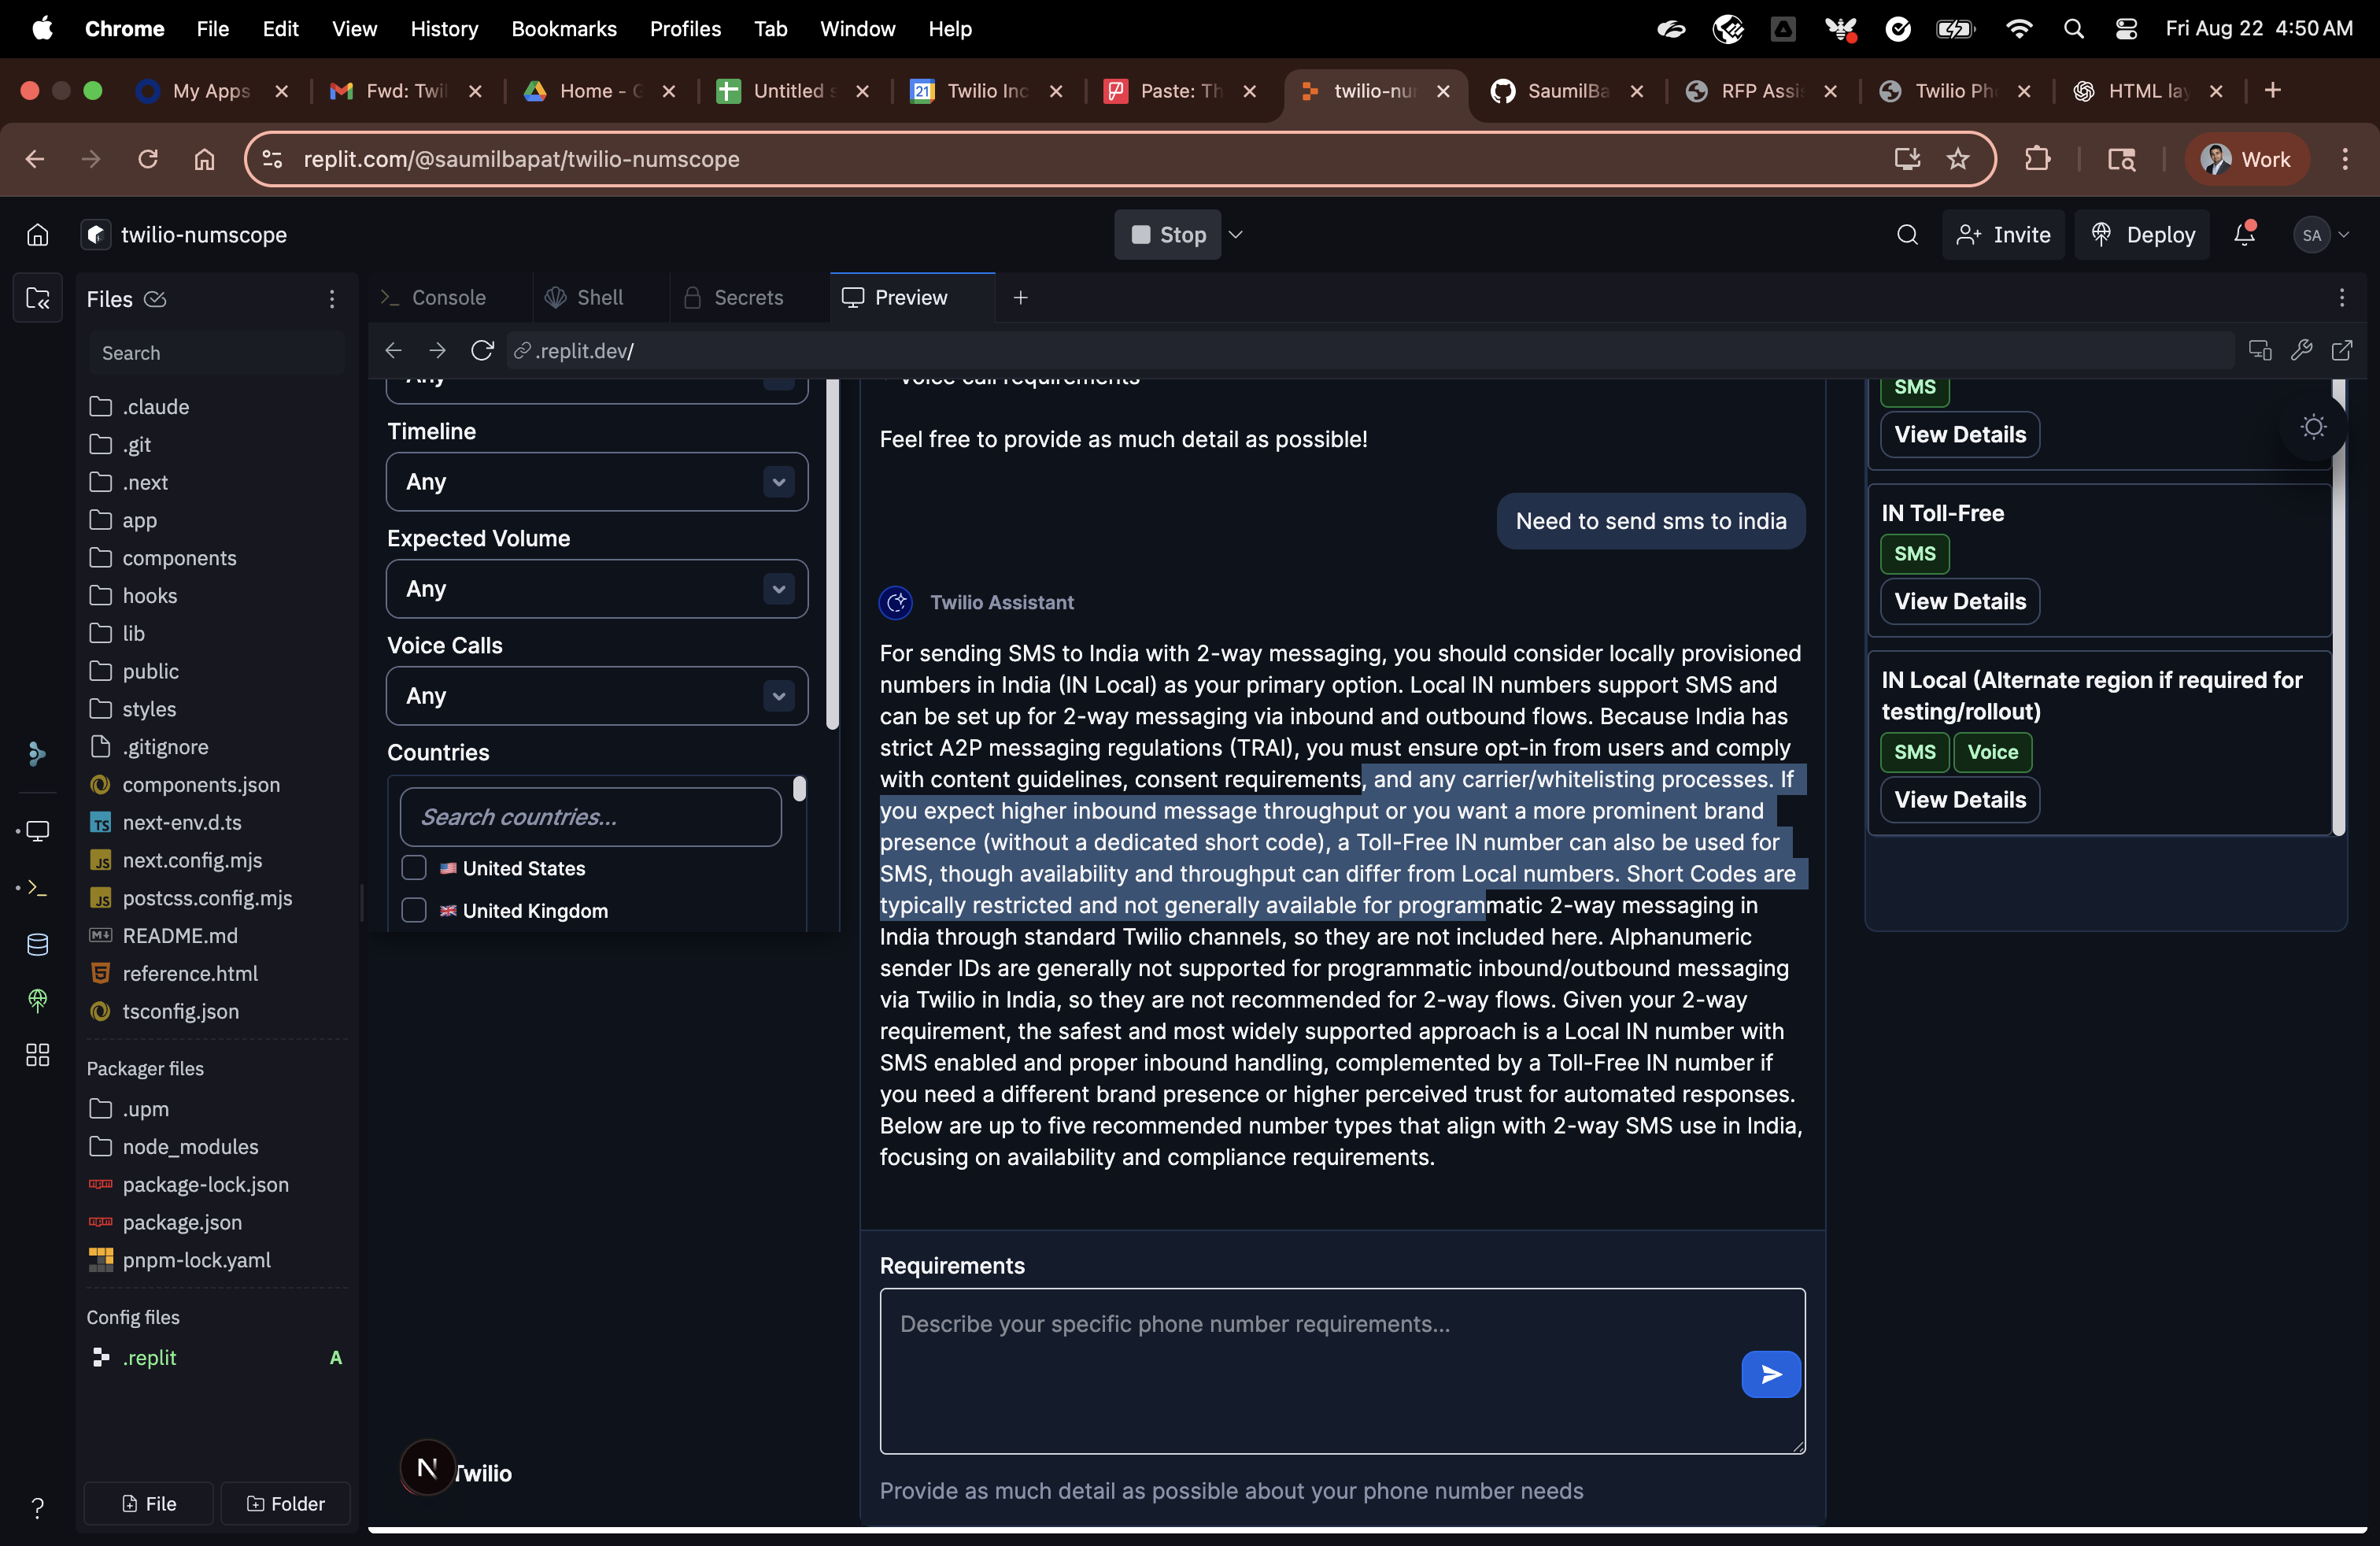 Chrome File Edit View History Bookmarks Profiles Tab Window Help Fri Aug 22 4:50 AM
My Apps Fwd: Twil Home - G Untitled s 21 Twilio Inc Paste: Th twilio-nur SaumilBa RFP Assis Twilio Ph HTML lay
replit.com/@saumilbapat/twilio-numscope Work
twilio-numscope Stop Invite Deploy SA
Files Console Shell Secrets Preview
Search
.replit.dev/
.claude
.git
.next
app
components
hooks
lib
public
styles
.gitignore
components.json
TS next-env.d.ts
JS next.config.mjs
JS postcss.config.mjs
README.md
5 reference.html
tsconfig.json
Packager files
.upm
node_modules
package-lock.json
package.json
pnpm-lock.yaml
Config files
.replit A
File Folder
Any
Timeline
Any
Expected Volume
Any
Voice Calls
Any
Countries
Search countries...
United States
United Kingdom
N Twilio
Voice call requirements
Feel free to provide as much detail as possible!
Need to send sms to india
Twilio Assistant
For sending SMS to India with 2-way messaging, you should consider locally provisioned
numbers in India (IN Local) as your primary option. Local IN numbers support SMS and
can be set up for 2-way messaging via inbound and outbound flows. Because India has
strict A2P messaging regulations (TRAI), you must ensure opt-in from users and comply
with content guidelines, consent requirements, and any carrier/whitelisting processes. If
you expect higher inbound message throughput or you want a more prominent brand
presence (without a dedicated short code), a Toll-Free IN number can also be used for
SMS, though availability and throughput can differ from Local numbers. Short Codes are
typically restricted and not generally available for programmatic 2-way messaging in
India through standard Twilio channels, so they are not included here. Alphanumeric
sender IDs are generally not supported for programmatic inbound/outbound messaging
via Twilio in India, so they are not recommended for 2-way flows. Given your 2-way
requirement, the safest and most widely supported approach is a Local IN number with
SMS enabled and proper inbound handling, complemented by a Toll-Free IN number if
you need a different brand presence or higher perceived trust for automated responses.
Below are up to five recommended number types that align with 2-way SMS use in India,
focusing on availability and compliance requirements.
Requirements
Describe your specific phone number requirements...
Provide as much detail as possible about your phone number needs
SMS
View Details
IN Toll-Free
SMS
View Details
IN Local (Alternate region if required for
testing/rollout)
SMS Voice
View Details